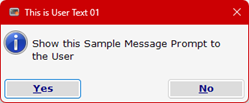 This is User Text 01
Show this Sample Message Prompt to
the User
Yes
No